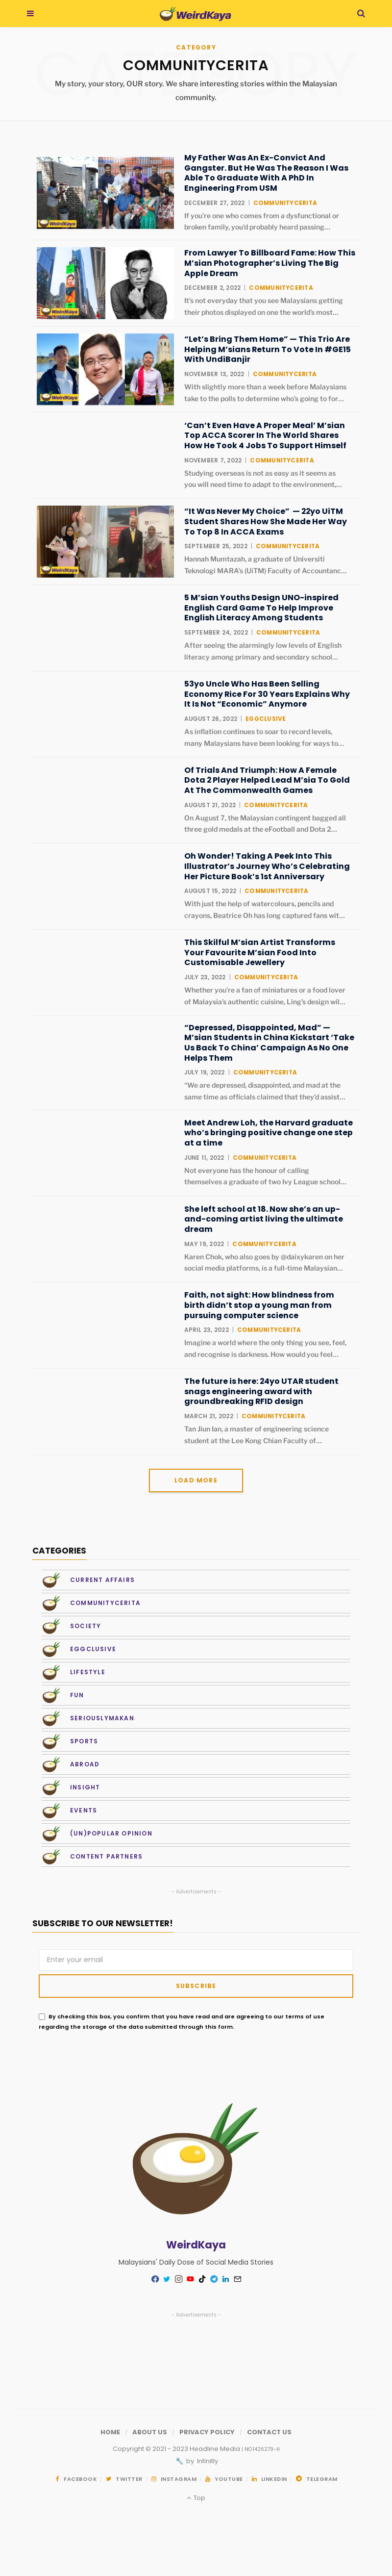 WeirdKaya
CATEGORY
COMMUNITYCERITA
My story, your story, OUR story. We share interesting stories within the Malaysian
community.
My Father Was An Ex-Convict And
Gangster. But He Was The Reason I Was
Able To Graduate With A PhD In
Engineering From USM
DECEMBER 27, 2022 | COMMUNITYCERITA
If you’re one who comes from a dysfunctional or
broken family, you’d probably heard passing…
From Lawyer To Billboard Fame: How This
M’sian Photographer’s Living The Big
Apple Dream
DECEMBER 2, 2022 | COMMUNITYCERITA
It’s not everyday that you see Malaysians getting
their photos displayed on one the world’s most…
“Let’s Bring Them Home” — This Trio Are
Helping M’sians Return To Vote In #GE15
With UndiBanjir
NOVEMBER 13, 2022 | COMMUNITYCERITA
With slightly more than a week before Malaysians
take to the polls to determine who’s going to for…
‘Can’t Even Have A Proper Meal’ M’sian
Top ACCA Scorer In The World Shares
How He Took 4 Jobs To Support Himself
NOVEMBER 7, 2022 | COMMUNITYCERITA
Studying overseas is not as easy as it seems as
you will need time to adapt to the environment,…
“It Was Never My Choice” — 22yo UiTM
Student Shares How She Made Her Way
To Top 6 In ACCA Exams
SEPTEMBER 25, 2022 | COMMUNITYCERITA
Hannah Mumtazah, a graduate of Universiti
Teknologi MARA’s (UiTM) Faculty of Accountanc…
5 M’sian Youths Design UNO-inspired
English Card Game To Help Improve
English Literacy Among Students
SEPTEMBER 24, 2022 | COMMUNITYCERITA
After seeing the alarmingly low levels of English
literacy among primary and secondary school…
53yo Uncle Who Has Been Selling
Economy Rice For 30 Years Explains Why
It Is Not “Economic” Anymore
AUGUST 26, 2022 | EGGCLUSIVE
As inflation continues to soar to record levels,
many Malaysians have been looking for ways to…
Of Trials And Triumph: How A Female
Dota 2 Player Helped Lead M’sia To Gold
At The Commonwealth Games
AUGUST 21, 2022 | COMMUNITYCERITA
On August 7, the Malaysian contingent bagged all
three gold medals at the eFootball and Dota 2…
Oh Wonder! Taking A Peek Into This
Illustrator’s Journey Who’s Celebrating
Her Picture Book’s 1st Anniversary
AUGUST 15, 2022 | COMMUNITYCERITA
With just the help of watercolours, pencils and
crayons, Beatrice Oh has long captured fans wit…
This Skilful M’sian Artist Transforms
Your Favourite M’sian Food Into
Customisable Jewellery
JULY 23, 2022 | COMMUNITYCERITA
Whether you’re a fan of miniatures or a food lover
of Malaysia’s authentic cuisine, Ling’s design wil…
“Depressed, Disappointed, Mad” —
M’sian Students in China Kickstart ‘Take
Us Back To China’ Campaign As No One
Helps Them
JULY 19, 2022 | COMMUNITYCERITA
“We are depressed, disappointed, and mad at the
same time as officials claimed that they’d assist…
Meet Andrew Loh, the Harvard graduate
who’s bringing positive change one step
at a time
JUNE 11, 2022 | COMMUNITYCERITA
Not everyone has the honour of calling
themselves a graduate of two Ivy League school…
She left school at 18. Now she’s an up-
and-coming artist living the ultimate
dream
MAY 19, 2022 | COMMUNITYCERITA
Karen Chok, who also goes by @daixykaren on her
social media platforms, is a full-time Malaysian…
Faith, not sight: How blindness from
birth didn’t stop a young man from
pursuing computer science
APRIL 23, 2022 | COMMUNITYCERITA
Imagine a world where the only thing you see, feel,
and recognise is darkness. How would you feel…
The future is here: 24yo UTAR student
snags engineering award with
groundbreaking RFID design
MARCH 21, 2022 | COMMUNITYCERITA
Tan Jiun Ian, a master of engineering science
student at the Lee Kong Chian Faculty of…
LOAD MORE
CATEGORIES
CURRENT AFFAIRS
COMMUNITYCERITA
SOCIETY
EGGCLUSIVE
LIFESTYLE
FUN
SERIOUSLYMAKAN
SPORTS
ABROAD
INSIGHT
EVENTS
(UN)POPULAR OPINION
CONTENT PARTNERS
- Advertisements -
SUBSCRIBE TO OUR NEWSLETTER!
Enter your email
SUBSCRIBE
By checking this box, you confirm that you have read and are agreeing to our terms of use
regarding the storage of the data submitted through this form.
WeirdKaya
Malaysians' Daily Dose of Social Media Stories
- Advertisements -
HOME / ABOUT US / PRIVACY POLICY / CONTACT US
Copyright © 2021 - 2023 Headline Media | NO1426279-H
by Infinitly
FACEBOOK / TWITTER / INSTAGRAM / YOUTUBE / LINKEDIN / TELEGRAM
Top